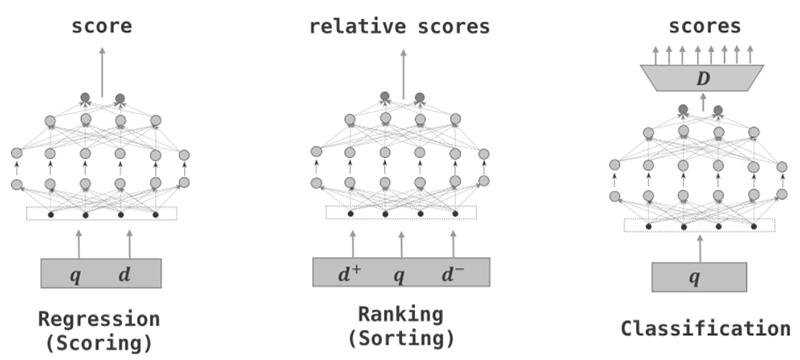 score
relative scores
scores
D
q d
d⁺ q d⁻
q
Regression
(Scoring)
Ranking
(Sorting)
Classification